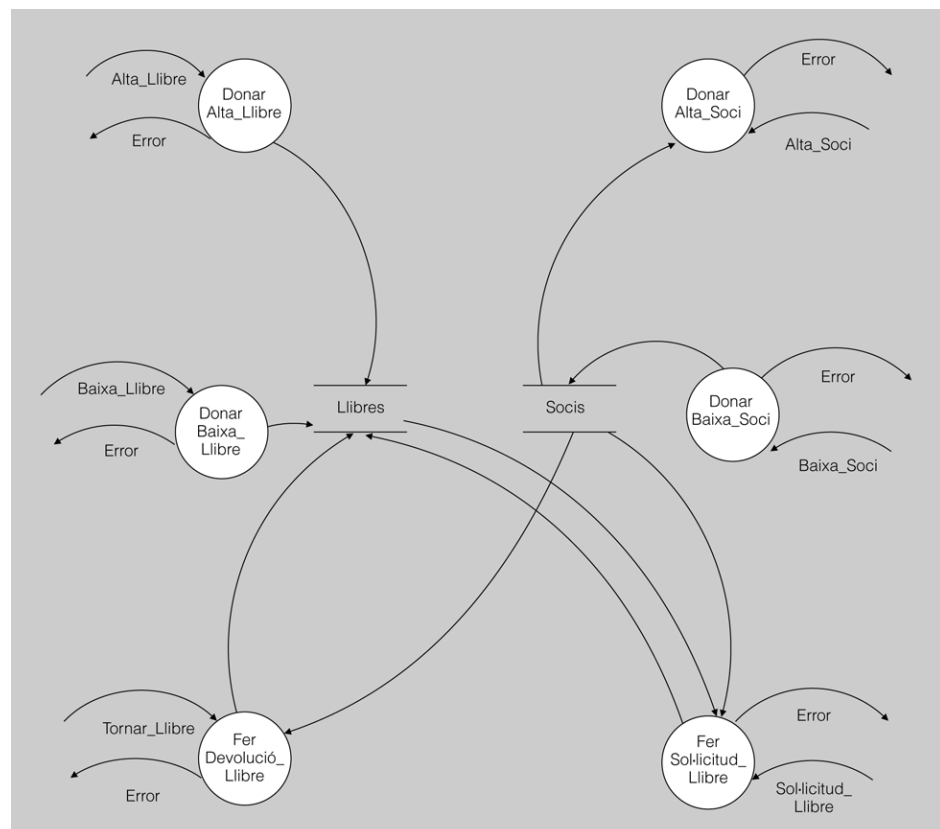 Alta_Llibre
Donar
Alta_Llibre
Error
Error
Donar
Alta_Soci
Alta_Soci
Baixa_Llibre
Donar
Baixa_
Llibre
Error
Llibres
Socis
Error
Donar
Baixa_Soci
Baixa_Soci
Tornar_Llibre
Fer
Devolució_
Llibre
Error
Error
Fer
Sol·licitud_
Llibre
Sol·licitud_
Llibre